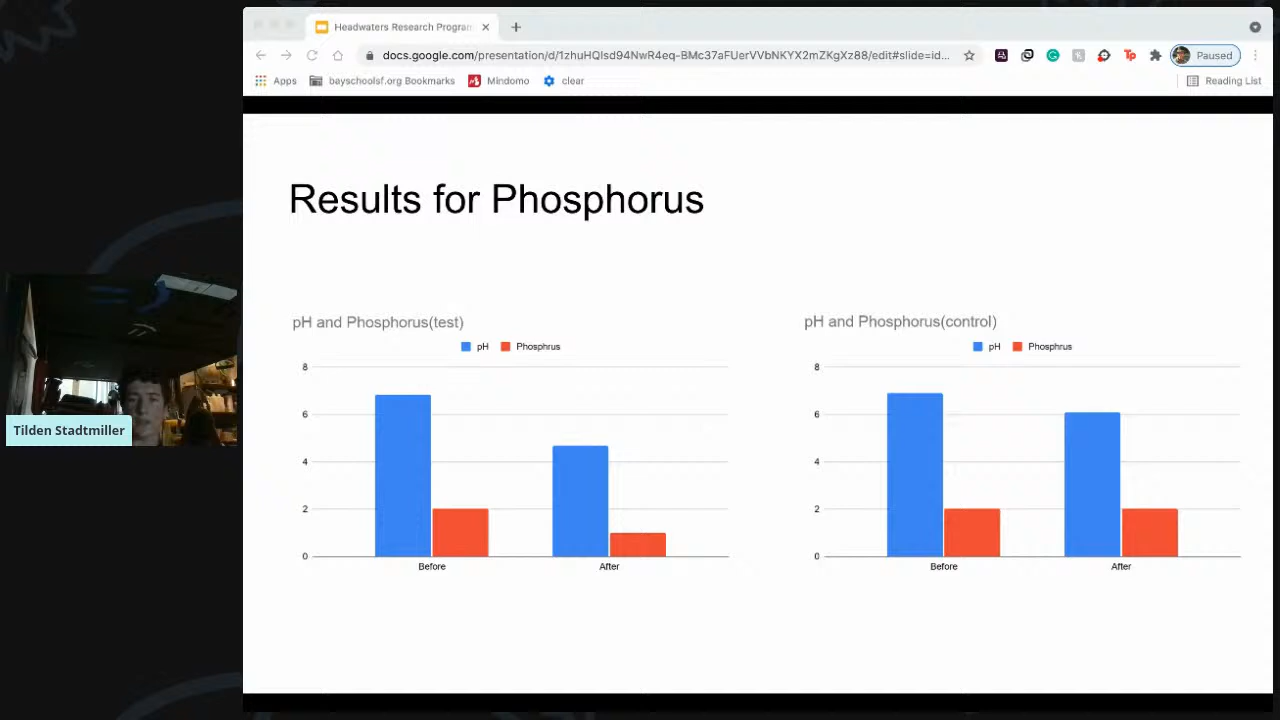 Headwaters Research Program
docs.google.com/presentation/d/1zhuHQIsd94NwR4eq-BMc37aFUerVVbNKYX2mZKgXz88/edit#slide=id...
Paused
Apps
bayschoolsf.org Bookmarks
Mindomo
clear
Reading List
Results for Phosphorus
pH and Phosphorus(test)
pH
Phosphrus
8
6
4
2
0
Before
After
pH and Phosphorus(control)
pH
Phosphrus
8
6
4
2
0
Before
After
Tilden Stadtmiller